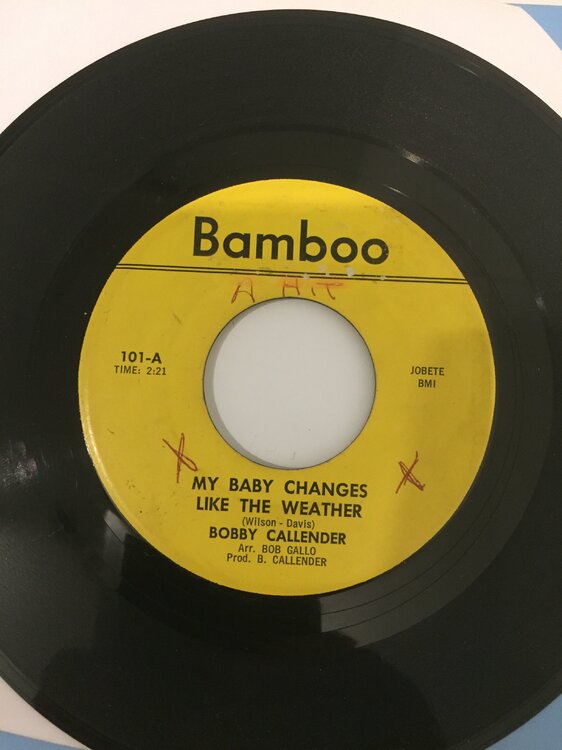 Bamboo
A HIT
101-A
TIME: 2:21
JOBETE
BMI
MY BABY CHANGES
LIKE THE WEATHER
(Wilson - Davis)
BOBBY CALLENDER
Arr. BOB GALLO
Prod. B. CALLENDER